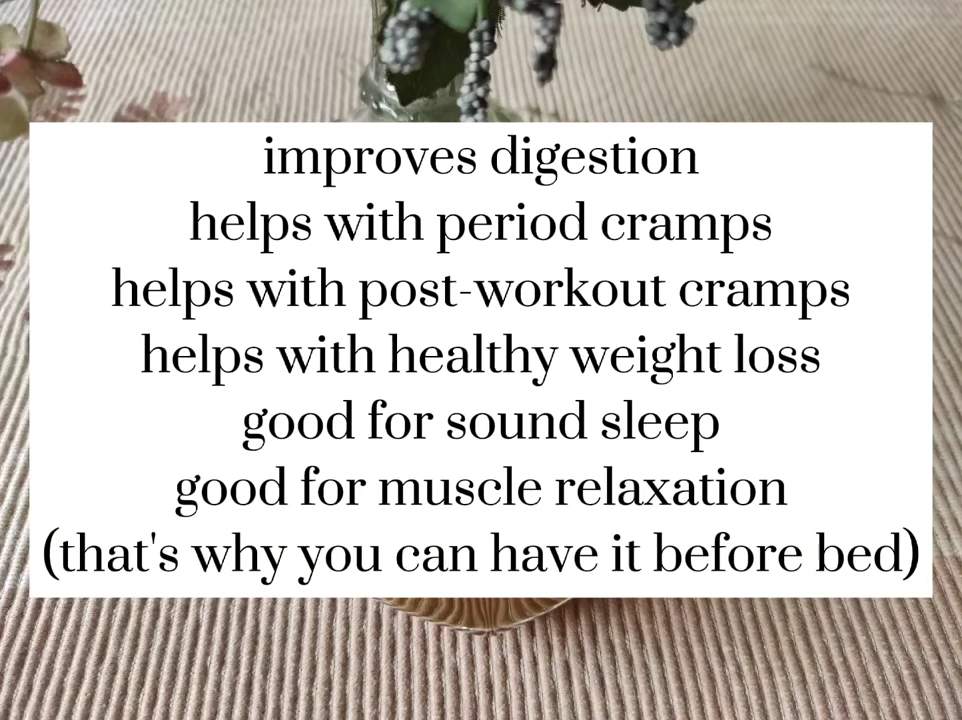 improves digestion
helps with period cramps
helps with post-workout cramps
helps with healthy weight loss
good for sound sleep
good for muscle relaxation
(that's why you can have it before bed)